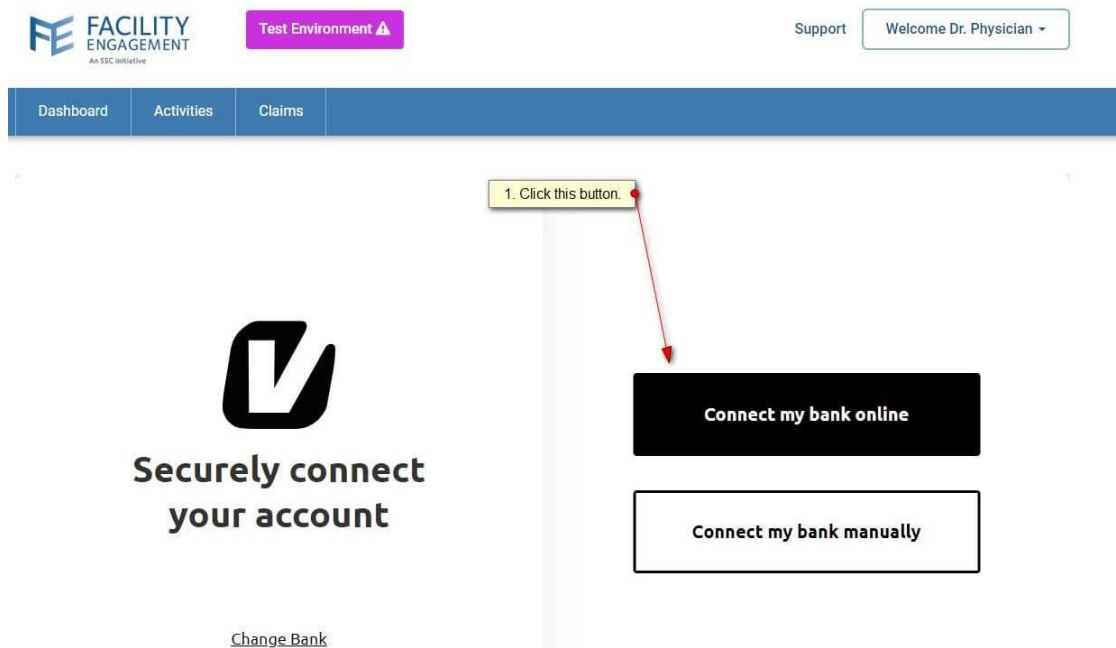 FACILITY
ENGAGEMENT
An SSC Initiative
Test Environment
Support
Welcome Dr. Physician
Dashboard
Activities
Claims
1. Click this button.
Securely connect
your account
Change Bank
Connect my bank online
Connect my bank manually